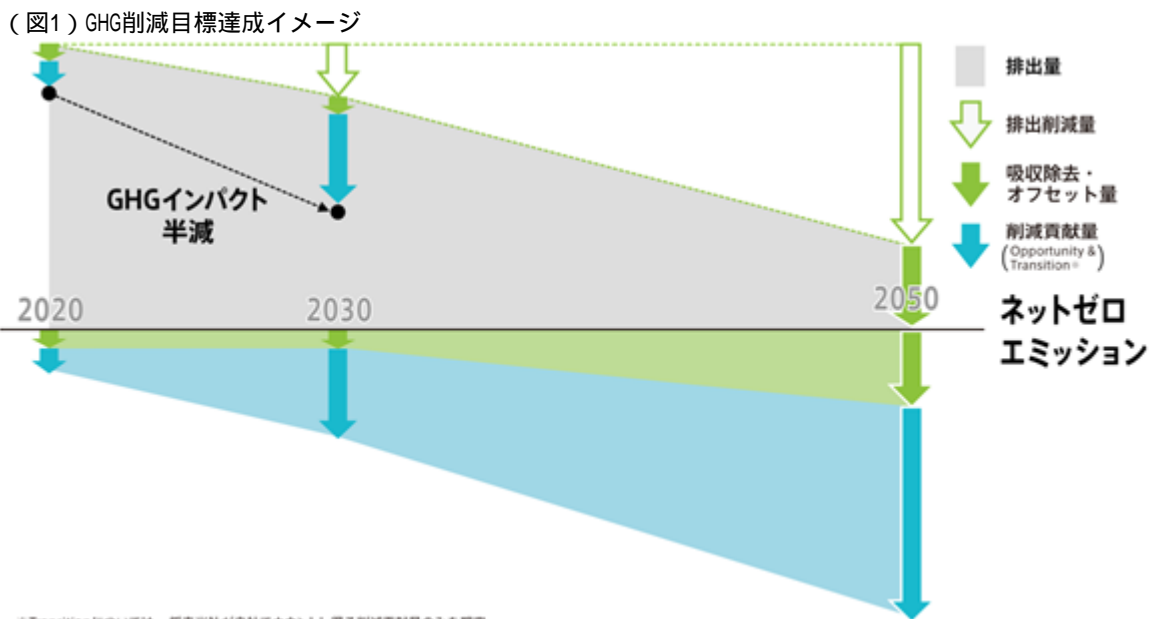 (図1)GHG削減目標達成イメージ
排出量
排出削減量
吸収除去・
オフセット量
削減貢献量
(Opportunity &
Transition※)
GHGインパクト
半減
2020
2030
2050
ネットゼロ
エミッション